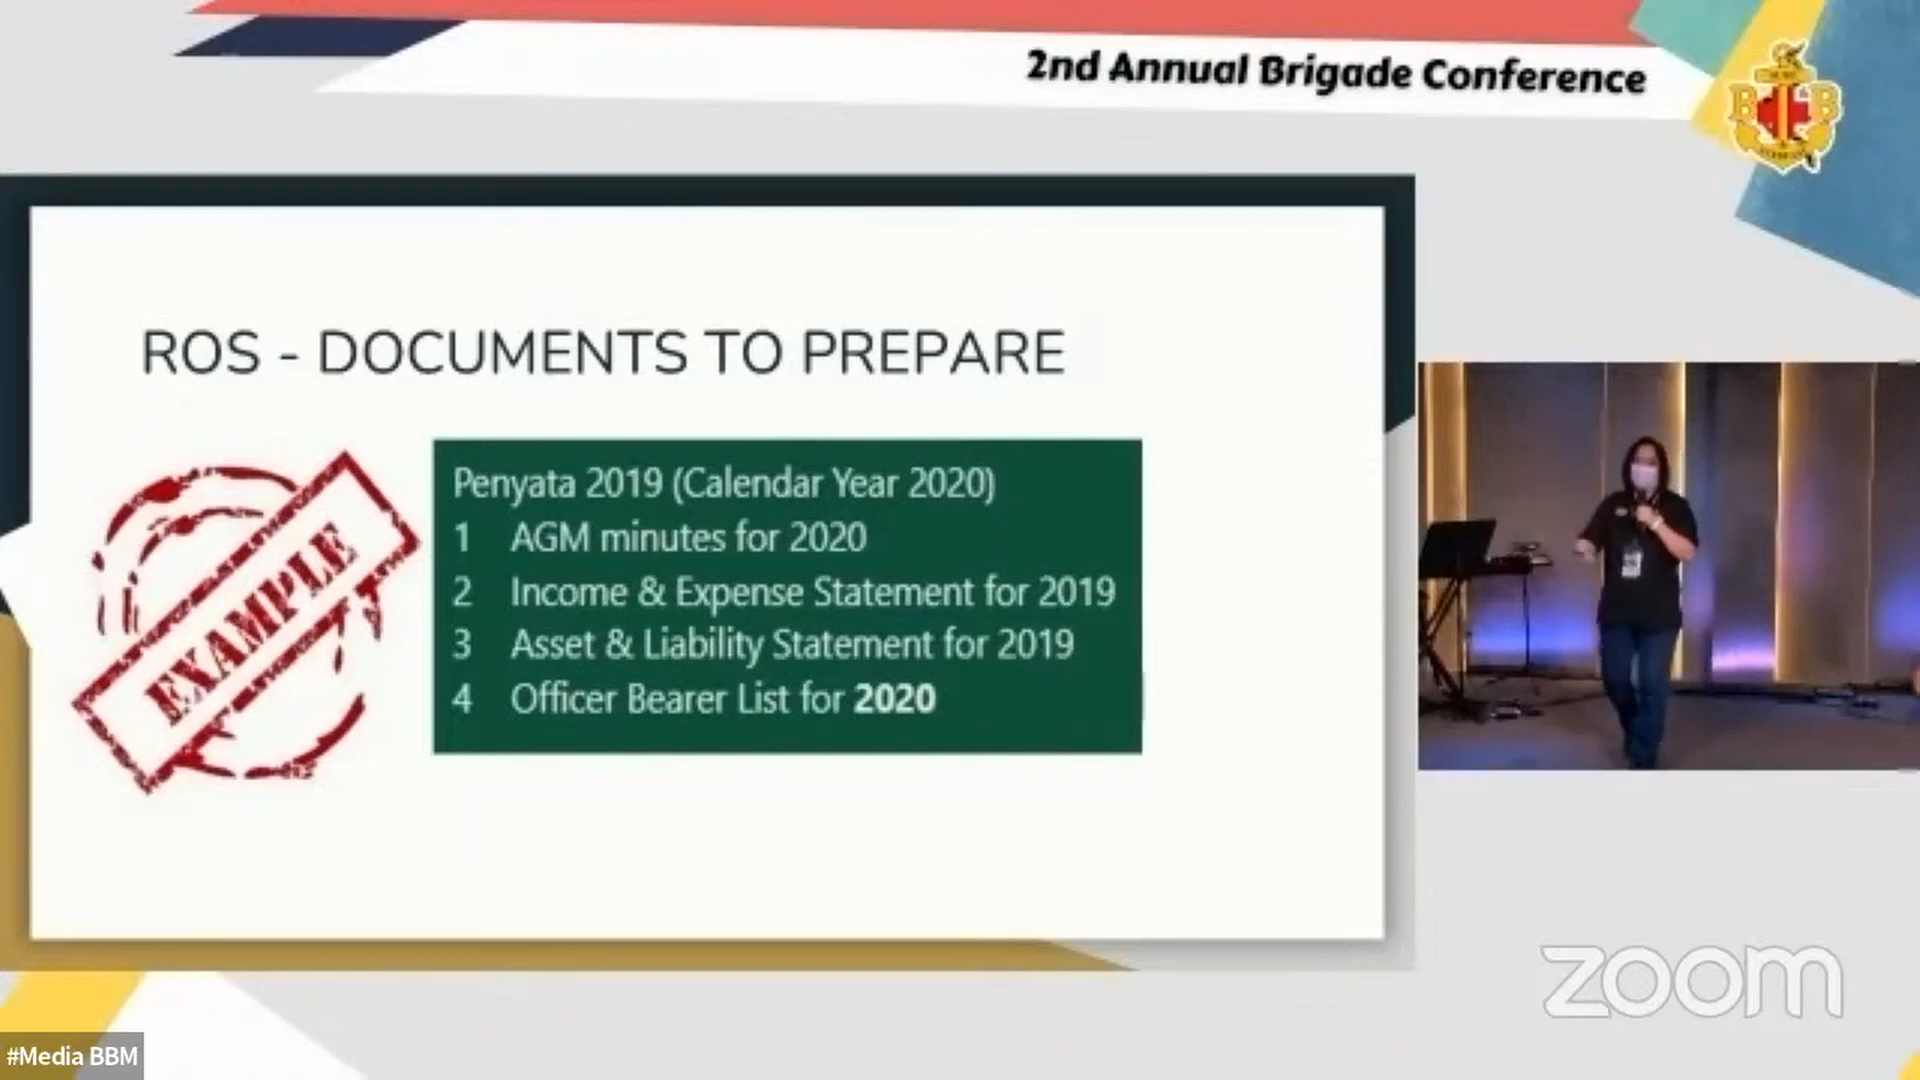 2nd Annual Brigade Conference
B B
ROS - DOCUMENTS TO PREPARE
EXAMPLE
Penyata 2019 (Calendar Year 2020)
1 AGM minutes for 2020
2 Income & Expense Statement for 2019
3 Asset & Liability Statement for 2019
4 Officer Bearer List for 2020
zoom
#Media BBM